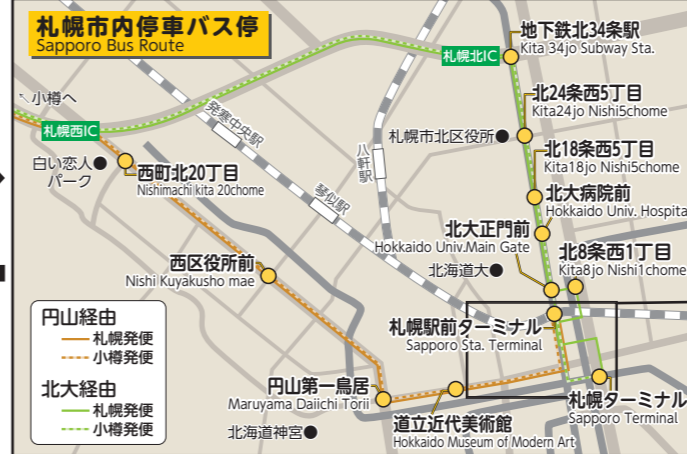 札幌市内停車バス停
Sapporo Bus Route
地下鉄北34条駅
Kita 34jo Subway Sta.
札幌北IC
↖小樽へ
札幌西IC
発寒中央駅
北24条西5丁目
Kita24jo Nishi5chome
札幌市北区役所●
八軒駅
白い恋人●
パーク
西町北20丁目
Nishimachi kita 20chome
北18条西5丁目
Kita18jo Nishi5chome
琴似駅
北大病院前
Hokkaido Univ. Hospita
北大正門前
Hokkaido Univ.Main Gate
北8条西1丁目
Kita8jo Nishi1chome
西区役所前
Nishi Kuyakusho mae
北海道大●
円山経由
札幌発便
小樽発便
北大経由
札幌発便
小樽発便
札幌駅前ターミナル
Sapporo Sta. Terminal
円山第一鳥居
Maruyama Daiichi Torii
北海道神宮●
道立近代美術館
Hokkaido Museum of Modern Art
札幌ターミナル
Sapporo Terminal